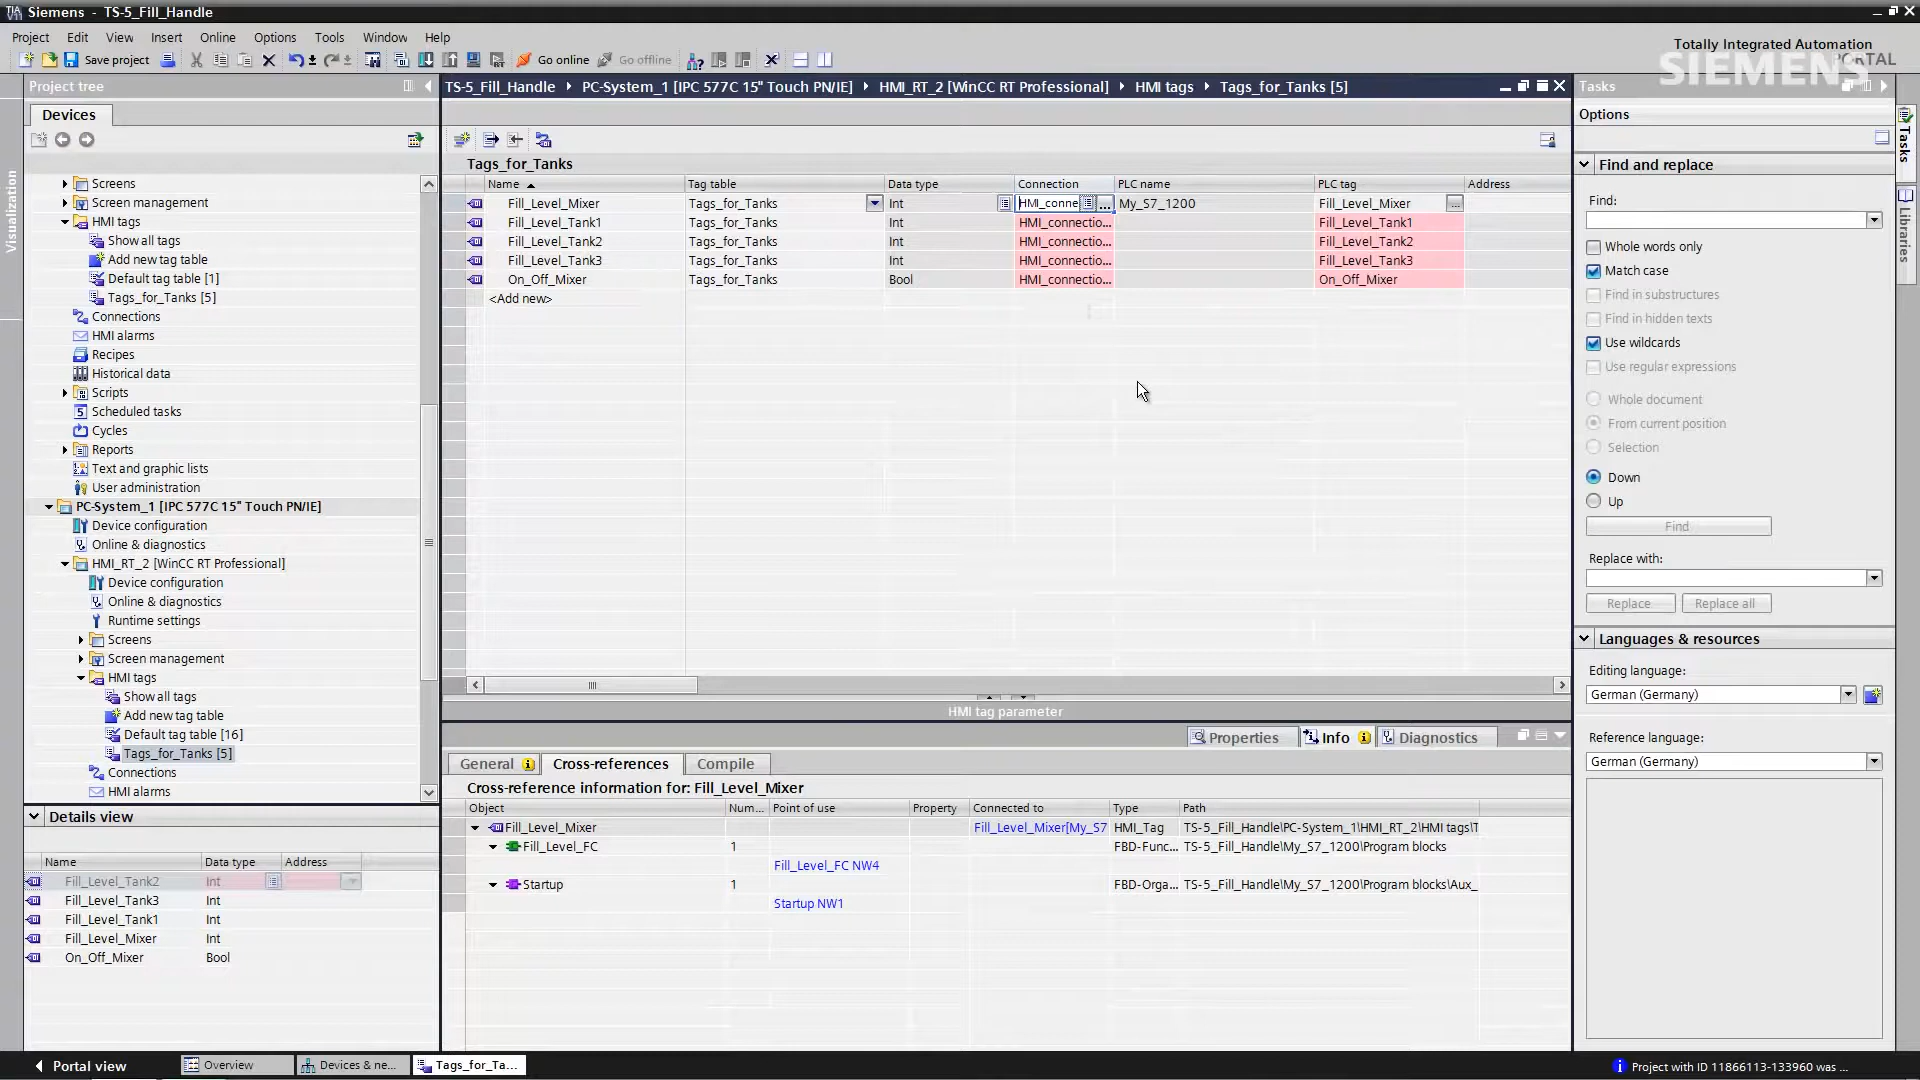 Siemens - TS-5_Fill_Handle
Project Edit View Insert Online Options Tools Window Help
Totally Integrated Automation
PORTAL
SIEMENS
Save project Go online Go offline
Project tree
TS-5_Fill_Handle PC-System_1 [IPC 577C 15" Touch PN/IE] HMI_RT_2 [WinCC RT Professional] HMI tags Tags_for_Tanks [5]
Tasks
Devices
Options
Visualization
Tasks
Libraries
Screens
Screen management
HMI tags
Show all tags
Add new tag table
Default tag table [1]
Tags_for_Tanks [5]
Connections
HMI alarms
Recipes
Historical data
Scripts
Scheduled tasks
Cycles
Reports
Text and graphic lists
User administration
PC-System_1 [IPC 577C 15" Touch PN/IE]
Device configuration
Online & diagnostics
HMI_RT_2 [WinCC RT Professional]
Device configuration
Online & diagnostics
Runtime settings
Screens
Screen management
HMI tags
Show all tags
Add new tag table
Default tag table [16]
Tags_for_Tanks [5]
Connections
HMI alarms
Details view
Name Data type Address
Fill_Level_Tank2 Int
Fill_Level_Tank3 Int
Fill_Level_Tank1 Int
Fill_Level_Mixer Int
On_Off_Mixer Bool
Tags_for_Tanks
Name Tag table Data type Connection PLC name PLC tag Address
Fill_Level_Mixer Tags_for_Tanks Int HMI_conne ... My_S7_1200 Fill_Level_Mixer ...
Fill_Level_Tank1 Tags_for_Tanks Int HMI_connectio... Fill_Level_Tank1
Fill_Level_Tank2 Tags_for_Tanks Int HMI_connectio... Fill_Level_Tank2
Fill_Level_Tank3 Tags_for_Tanks Int HMI_connectio... Fill_Level_Tank3
On_Off_Mixer Tags_for_Tanks Bool HMI_connectio... On_Off_Mixer
<Add new>
HMI tag parameter
Properties Info Diagnostics
General Cross-references Compile
Cross-reference information for: Fill_Level_Mixer
Object Num... Point of use Property Connected to Type Path
Fill_Level_Mixer Fill_Level_Mixer[My_S7 HMI_Tag TS-5_Fill_Handle\PC-System_1\HMI_RT_2\HMI tags\T
Fill_Level_FC 1 FBD-Func... TS-5_Fill_Handle\My_S7_1200\Program blocks
Fill_Level_FC NW4
Startup 1 FBD-Orga... TS-5_Fill_Handle\My_S7_1200\Program blocks\Aux_
Startup NW1
Find and replace
Find:
Whole words only
Match case
Find in substructures
Find in hidden texts
Use wildcards
Use regular expressions
Whole document
From current position
Selection
Down
Up
Find
Replace with:
Replace Replace all
Languages & resources
Editing language:
German (Germany)
Reference language:
German (Germany)
Portal view Overview Devices & ne... Tags_for_Ta... Project with ID 11866113-133960 was ...